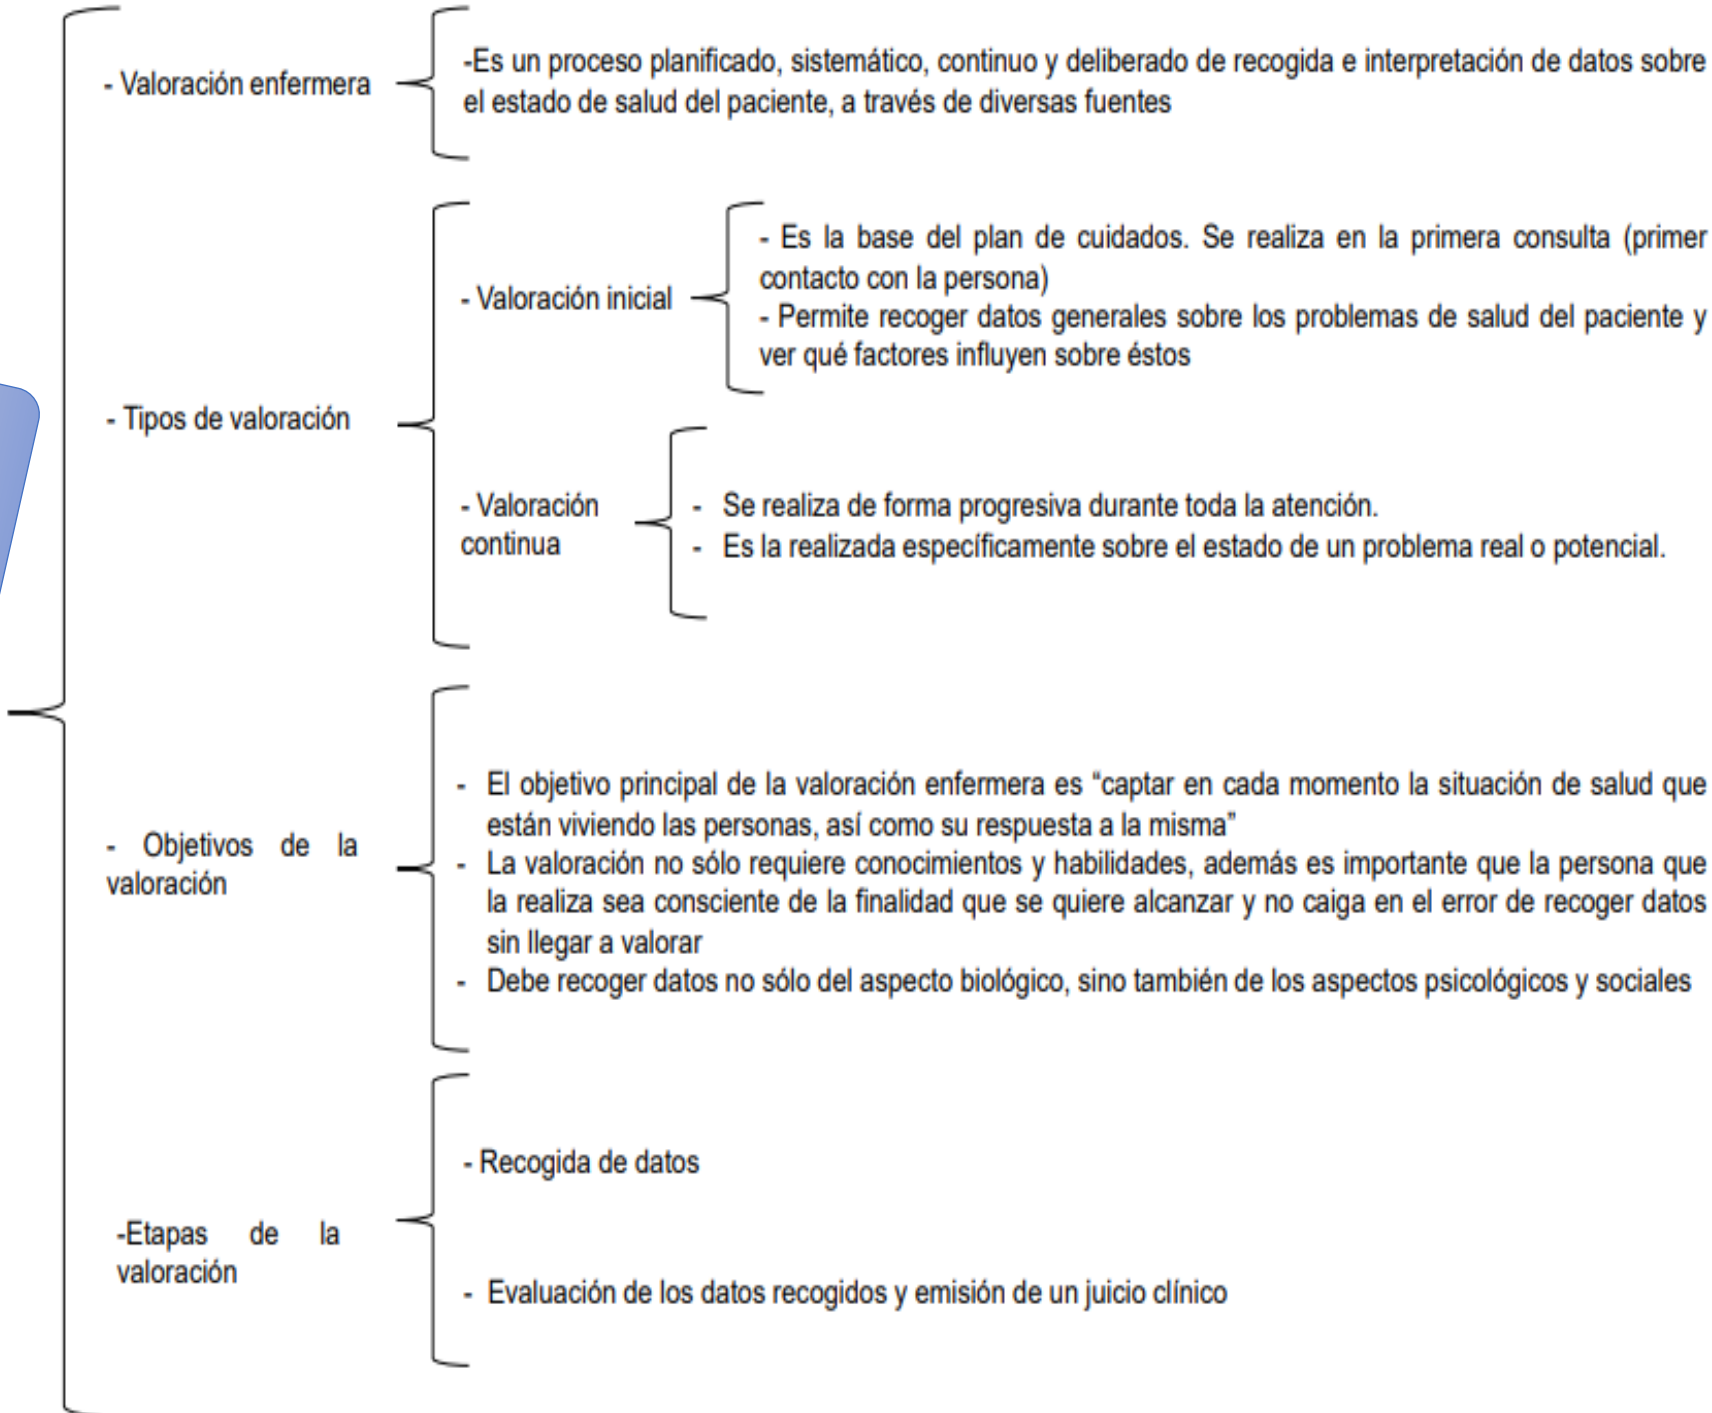 - Valoración enfermera
-Es un proceso planificado, sistemático, continuo y deliberado de recogida e interpretación de datos sobre
el estado de salud del paciente, a través de diversas fuentes
- Tipos de valoración
- Valoración inicial
- Es la base del plan de cuidados. Se realiza en la primera consulta (primer
contacto con la persona)
- Permite recoger datos generales sobre los problemas de salud del paciente y
ver qué factores influyen sobre éstos
- Valoración
continua
- Se realiza de forma progresiva durante toda la atención.
- Es la realizada específicamente sobre el estado de un problema real o potencial.
- Objetivos de la
valoración
- El objetivo principal de la valoración enfermera es “captar en cada momento la situación de salud que
están viviendo las personas, así como su respuesta a la misma”
- La valoración no sólo requiere conocimientos y habilidades, además es importante que la persona que
la realiza sea consciente de la finalidad que se quiere alcanzar y no caiga en el error de recoger datos
sin llegar a valorar
- Debe recoger datos no sólo del aspecto biológico, sino también de los aspectos psicológicos y sociales
-Etapas de la
valoración
- Recogida de datos
- Evaluación de los datos recogidos y emisión de un juicio clínico